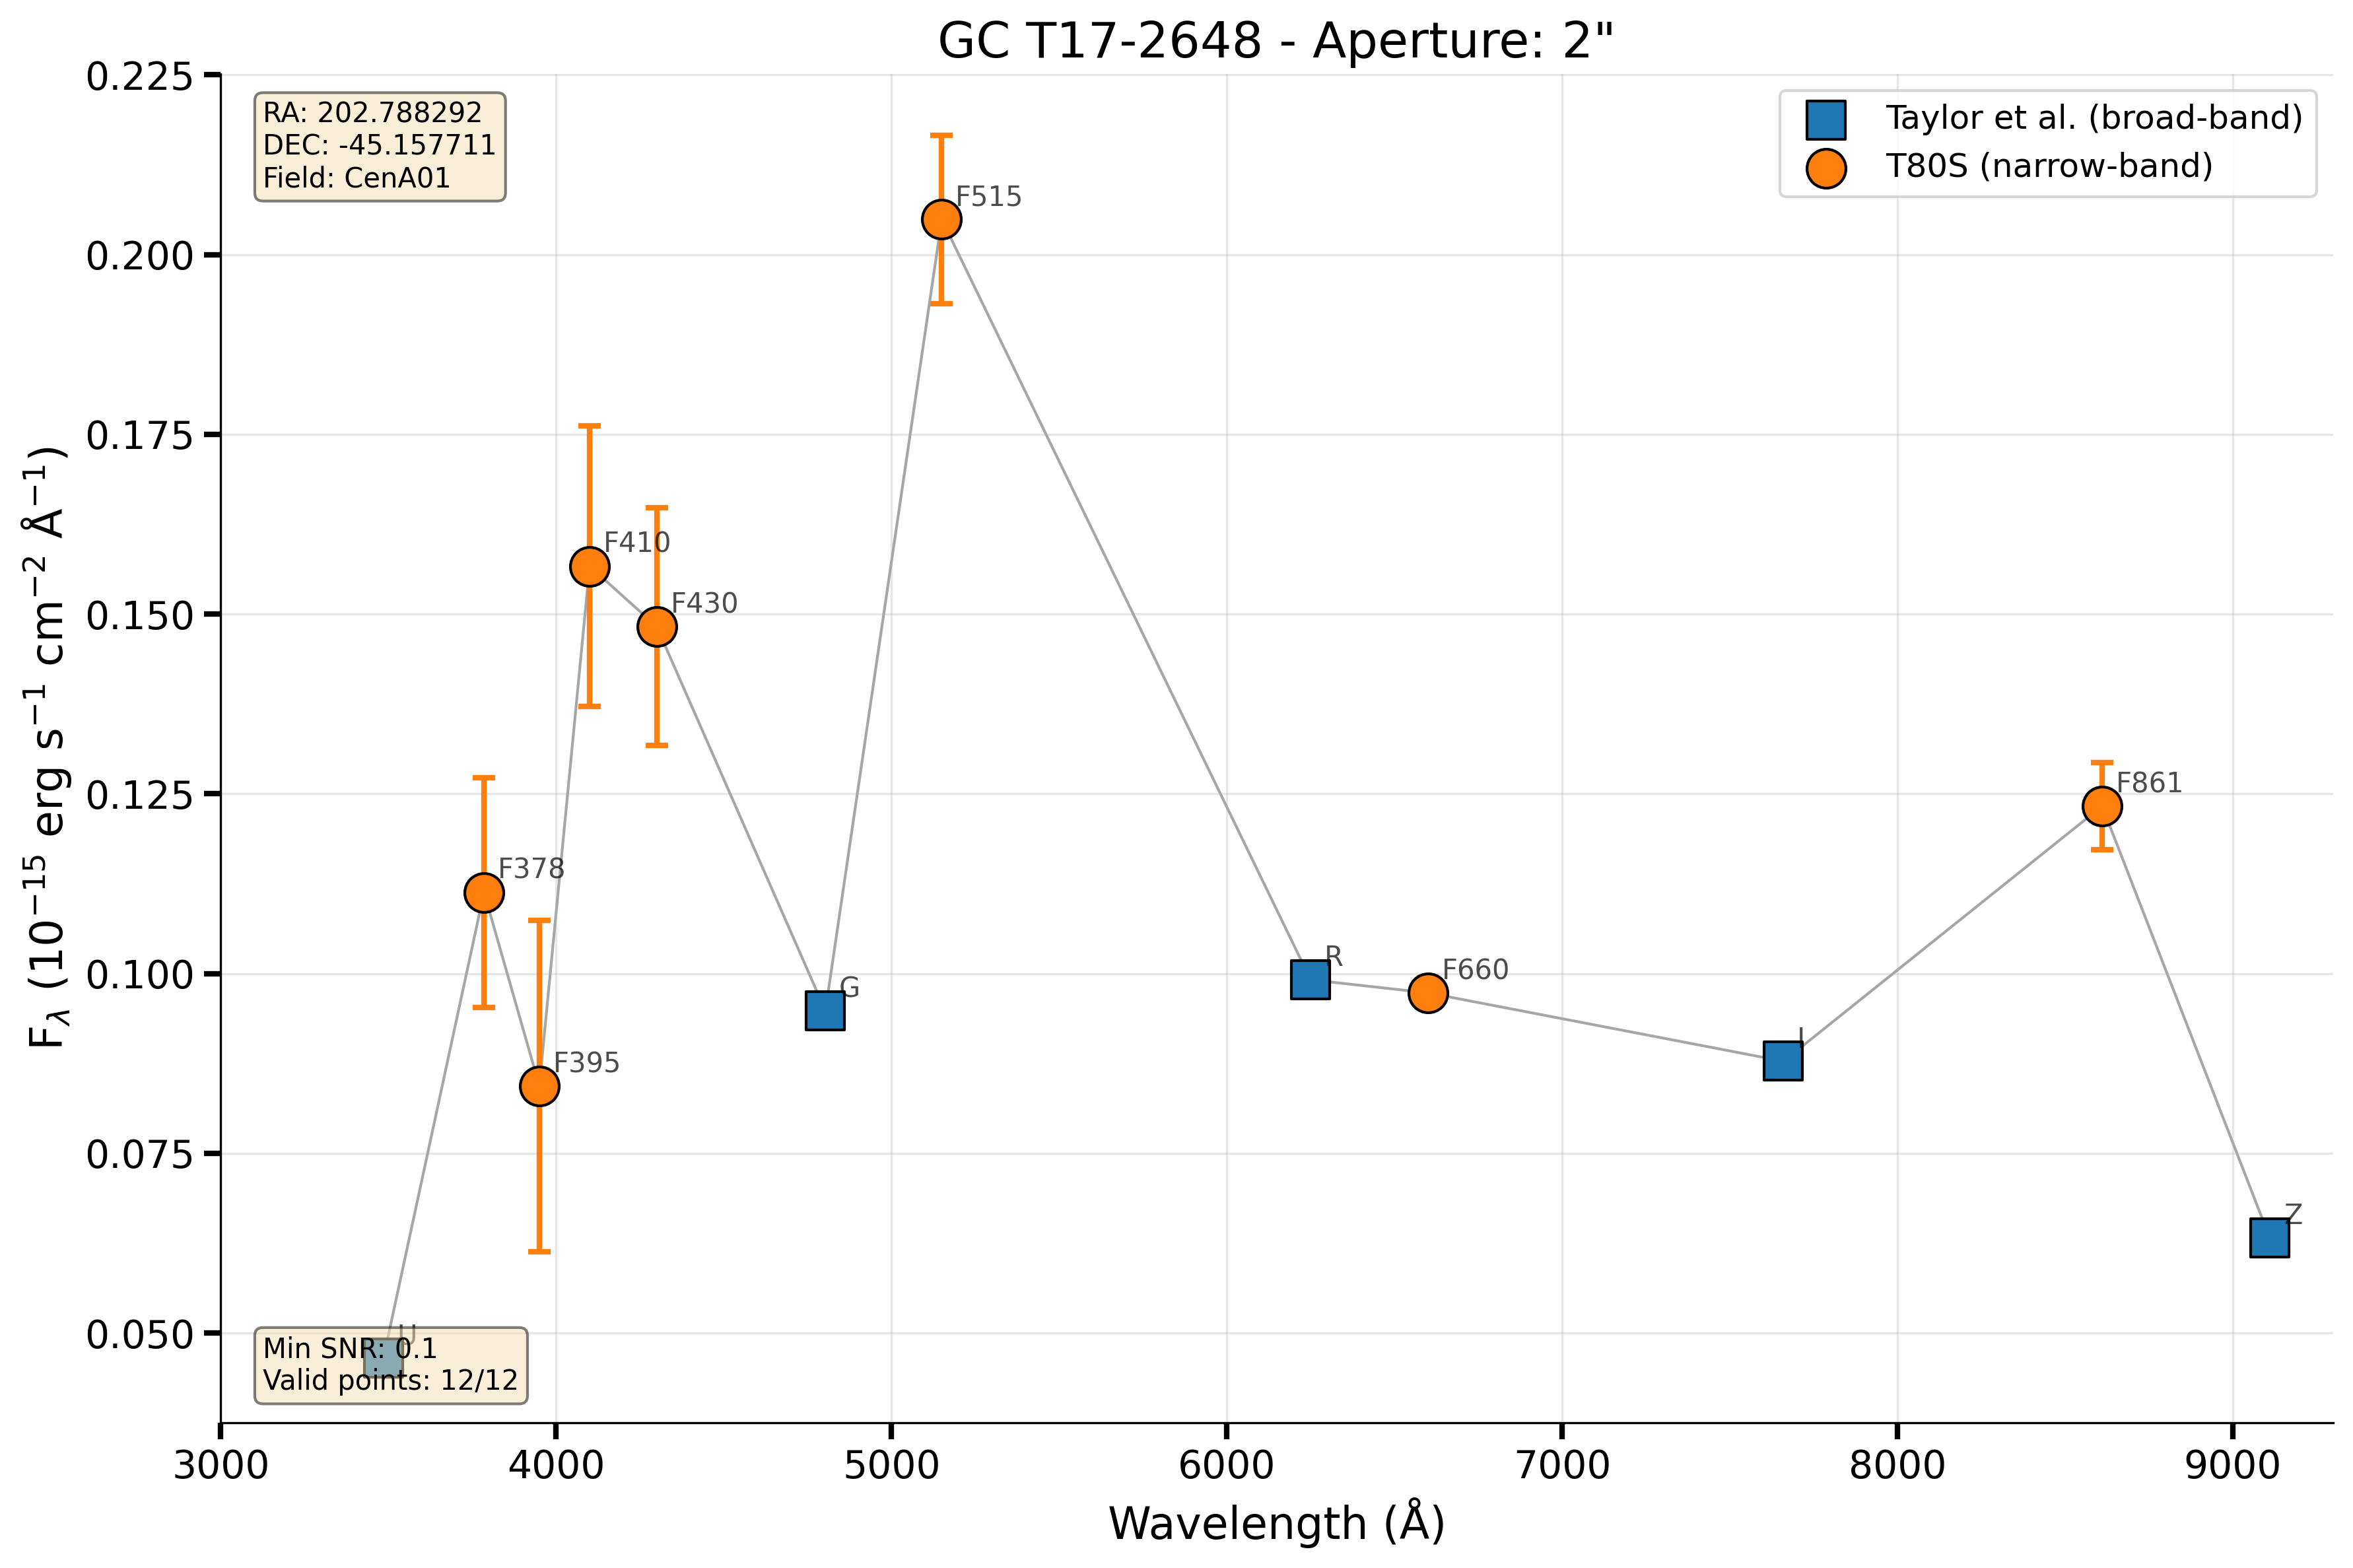 GC T17-2648 - Aperture: 2"
RA: 202.788292
DEC: -45.157711
Field: CenA01
Taylor et al. (broad-band)
T80S (narrow-band)
0.225
0.200
0.175
0.150
0.125
0.100
0.075
0.050
F515
F410
F430
F378
F395
G
R
F660
I
F861
Z
U
Min SNR: 0.1
Valid points: 12/12
3000 4000 5000 6000 7000 8000 9000
Wavelength (Å)
Fλ (10⁻¹⁵ erg s⁻¹ cm⁻² Å⁻¹)